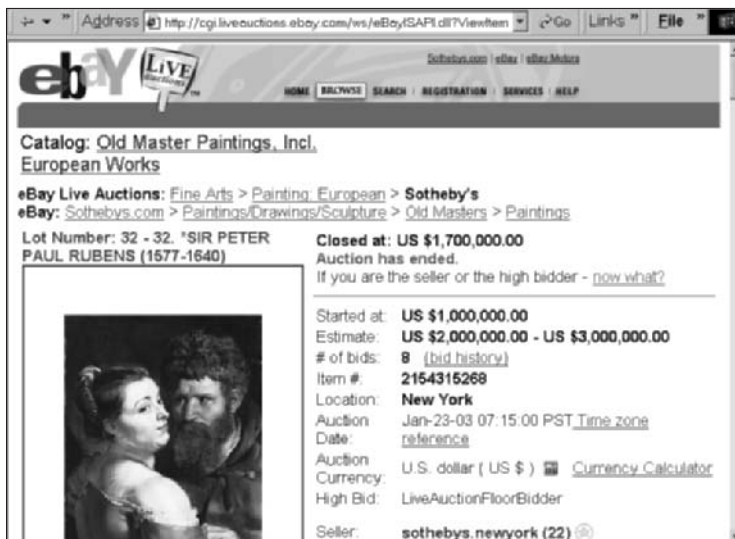 Address http://cgi.liveauctions.ebay.com/ws/eBayISAPI.dll?ViewItem Go Links » File »
ebaY LiVE auctions ™
Sothebys.com | eBay | eBay Motors
HOME | BROWSE | SEARCH | REGISTRATION | SERVICES | HELP
Catalog: Old Master Paintings, Incl.
European Works
eBay Live Auctions: Fine Arts > Painting: European > Sotheby's
eBay: Sothebys.com > Paintings/Drawings/Sculpture > Old Masters > Paintings
Lot Number: 32 - 32. *SIR PETER
PAUL RUBENS (1577-1640)
Closed at: US $1,700,000.00
Auction has ended.
If you are the seller or the high bidder - now what?
Started at: US $1,000,000.00
Estimate: US $2,000,000.00 - US $3,000,000.00
# of bids: 8 (bid history)
Item #: 2154315268
Location: New York
Auction Date: Jan-23-03 07:15:00 PST Time zone reference
Auction Currency: U.S. dollar ( US $ ) Currency Calculator
High Bid: LiveAuctionFloorBidder
Seller: sothebys.newyork (22)